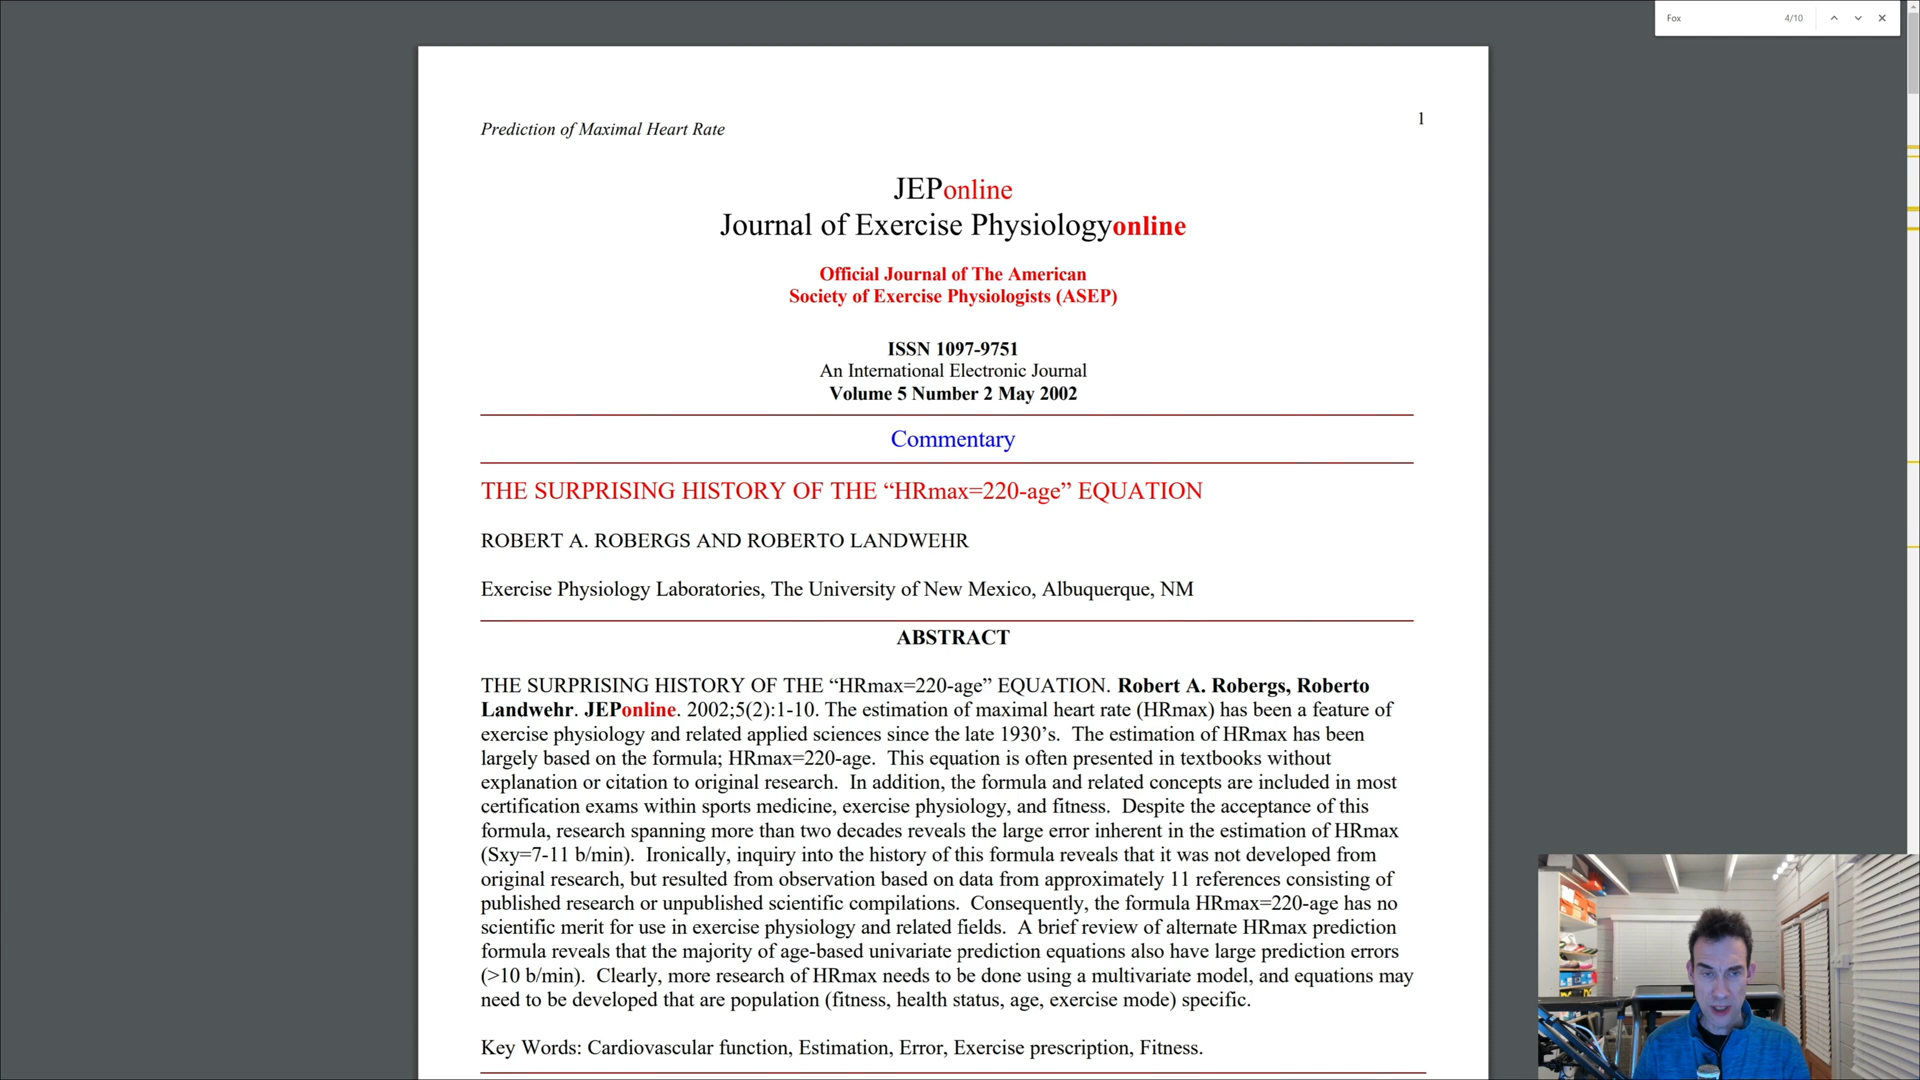 Fox 4/10
Prediction of Maximal Heart Rate 1
JEPonline
Journal of Exercise Physiologyonline
Official Journal of The American
Society of Exercise Physiologists (ASEP)
ISSN 1097-9751
An International Electronic Journal
Volume 5 Number 2 May 2002
Commentary
THE SURPRISING HISTORY OF THE “HRmax=220-age” EQUATION
ROBERT A. ROBERGS AND ROBERTO LANDWEHR
Exercise Physiology Laboratories, The University of New Mexico, Albuquerque, NM
ABSTRACT
THE SURPRISING HISTORY OF THE “HRmax=220-age” EQUATION. Robert A. Robergs, Roberto
Landwehr. JEPonline. 2002;5(2):1-10. The estimation of maximal heart rate (HRmax) has been a feature of
exercise physiology and related applied sciences since the late 1930’s. The estimation of HRmax has been
largely based on the formula; HRmax=220-age. This equation is often presented in textbooks without
explanation or citation to original research. In addition, the formula and related concepts are included in most
certification exams within sports medicine, exercise physiology, and fitness. Despite the acceptance of this
formula, research spanning more than two decades reveals the large error inherent in the estimation of HRmax
(Sxy=7-11 b/min). Ironically, inquiry into the history of this formula reveals that it was not developed from
original research, but resulted from observation based on data from approximately 11 references consisting of
published research or unpublished scientific compilations. Consequently, the formula HRmax=220-age has no
scientific merit for use in exercise physiology and related fields. A brief review of alternate HRmax prediction
formula reveals that the majority of age-based univariate prediction equations also have large prediction errors
(>10 b/min). Clearly, more research of HRmax needs to be done using a multivariate model, and equations may
need to be developed that are population (fitness, health status, age, exercise mode) specific.
Key Words: Cardiovascular function, Estimation, Error, Exercise prescription, Fitness.